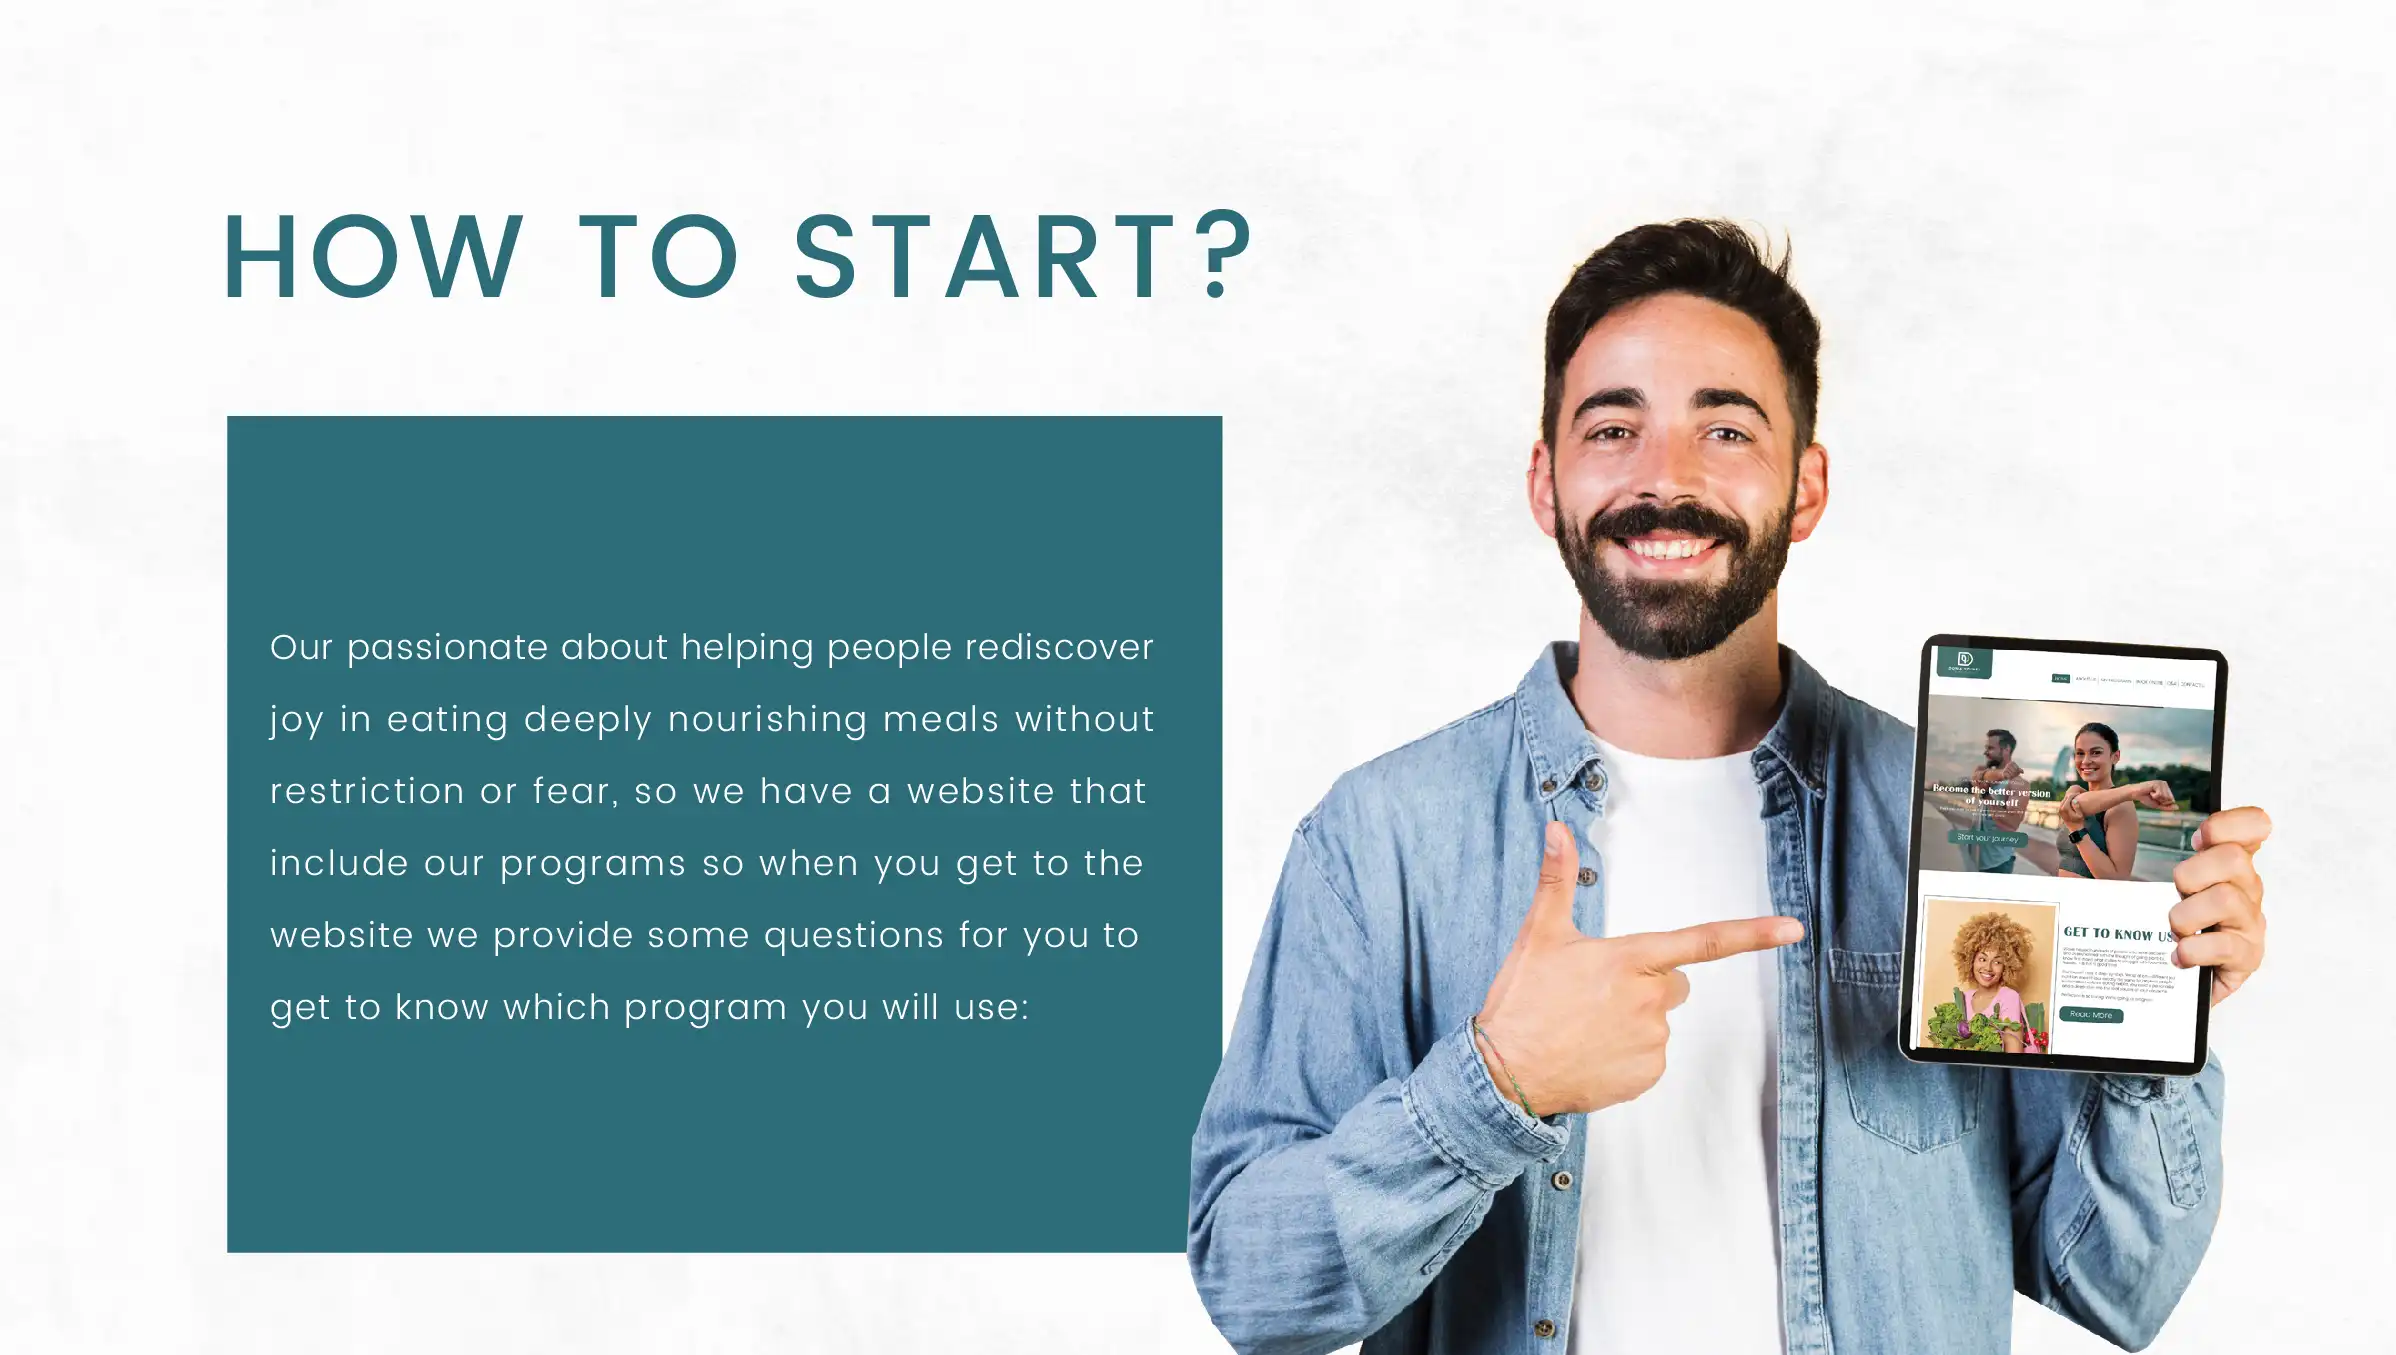 HOW TO START?
Our passionate about helping people rediscover
joy in eating deeply nourishing meals without
restriction or fear, so we have a website that
include our programs so when you get to the
website we provide some questions for you to
get to know which program you will use:
Become the better version
of yourself
Start your journey
GET TO KNOW US
Read More